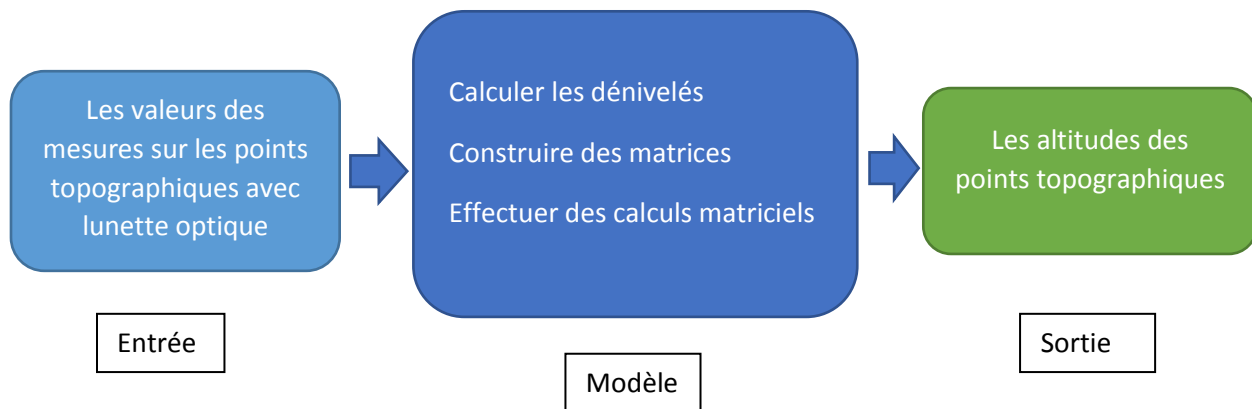 Les valeurs des
mesures sur les points
topographiques avec
lunette optique
Calculer les dénivelés
Construire des matrices
Effectuer des calculs matriciels
Les altitudes des
points topographiques
Entrée
Modèle
Sortie